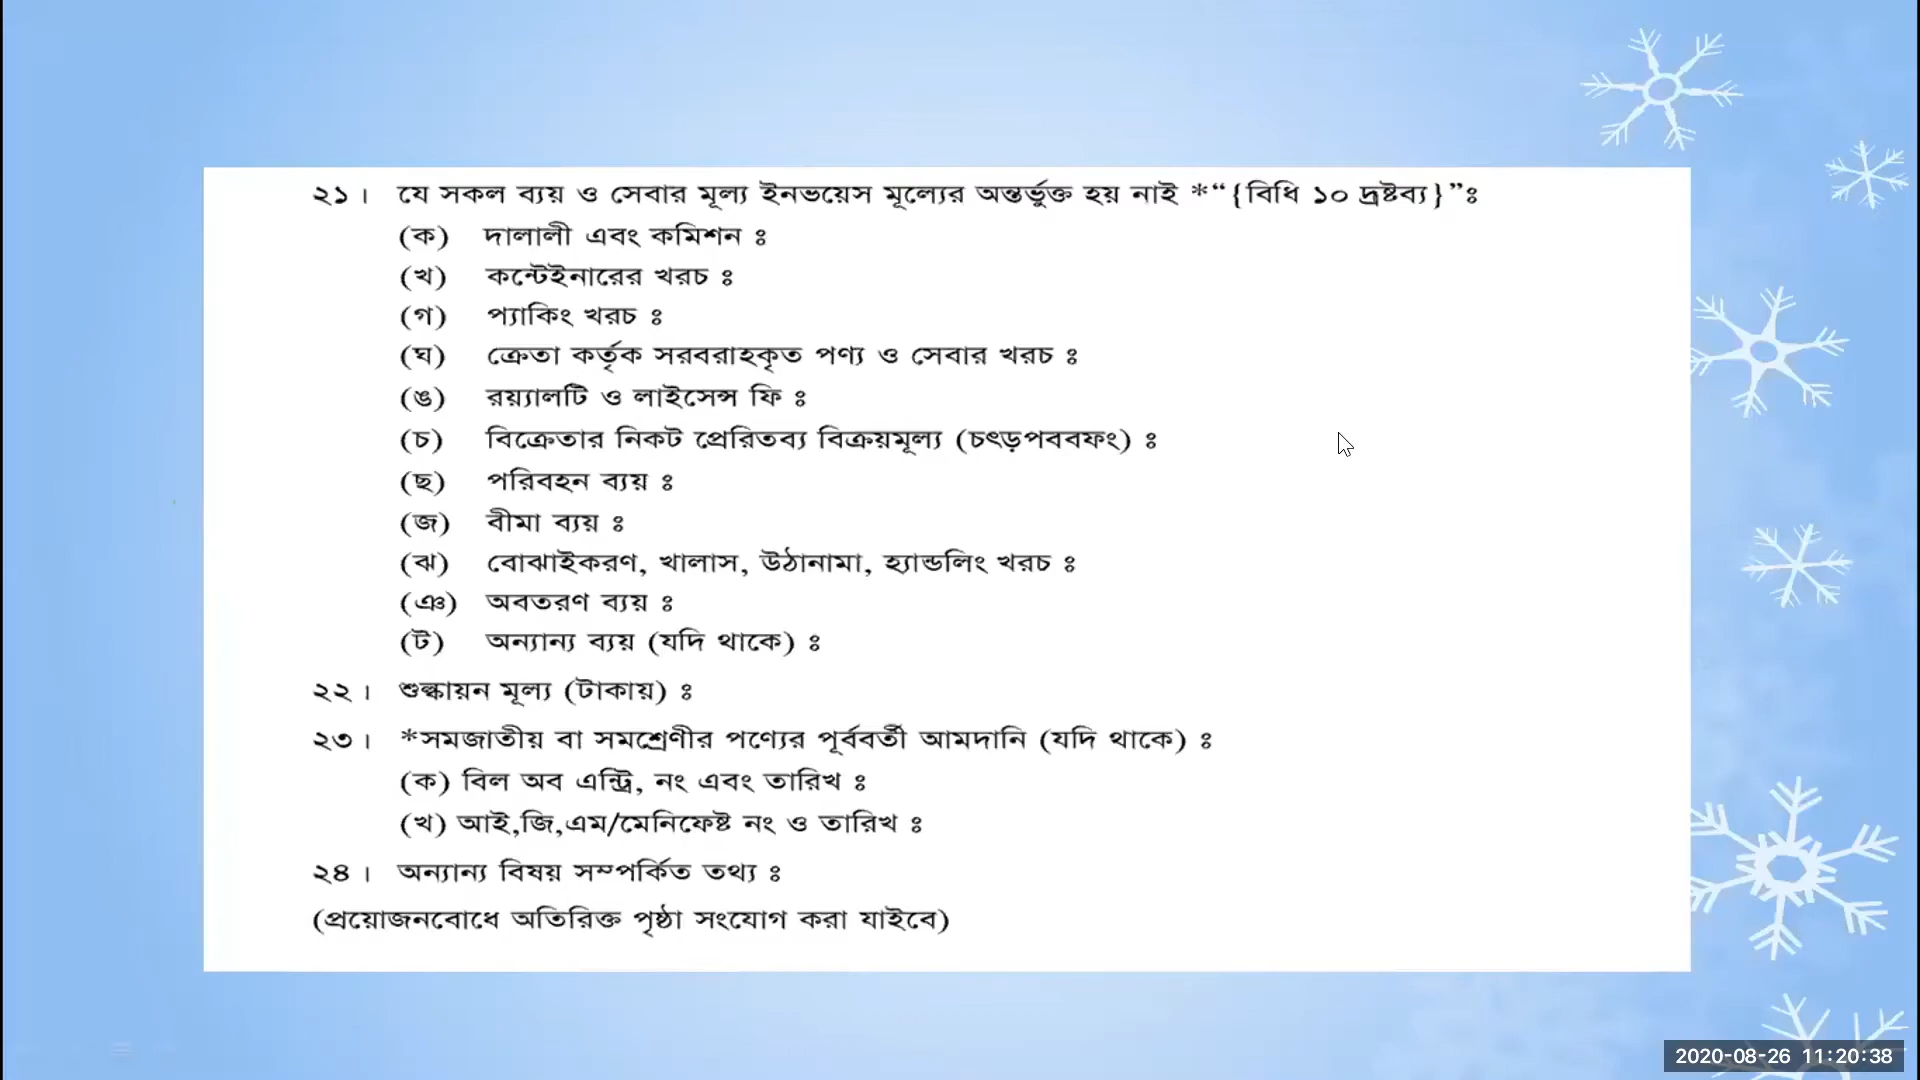 ২১। যে সকল ব্যয় ও সেবার মূল্য ইনভয়েস মূল্যের অন্তর্ভুক্ত হয় নাই *“{বিধি ১০ দ্রষ্টব্য}”ঃ
(ক) দালালী এবং কমিশন ঃ
(খ) কন্টেইনারের খরচ ঃ
(গ) প্যাকিং খরচ ঃ
(ঘ) ক্রেতা কর্তৃক সরবরাহকৃত পণ্য ও সেবার খরচ ঃ
(ঙ) রয়্যালটি ও লাইসেন্স ফি ঃ
(চ) বিক্রেতার নিকট প্রেরিতব্য বিক্রয়মূল্য (চৎড়পববফং) ঃ
(ছ) পরিবহন ব্যয় ঃ
(জ) বীমা ব্যয় ঃ
(ঝ) বোঝাইকরণ, খালাস, উঠানামা, হ্যান্ডলিং খরচ ঃ
(ঞ) অবতরণ ব্যয় ঃ
(ট) অন্যান্য ব্যয় (যদি থাকে) ঃ
২২। শুল্কায়ন মূল্য (টাকায়) ঃ
২৩। *সমজাতীয় বা সমশ্রেণীর পণ্যের পূর্ববর্তী আমদানি (যদি থাকে) ঃ
(ক) বিল অব এন্ট্রি, নং এবং তারিখ ঃ
(খ) আই,জি,এম/মেনিফেষ্ট নং ও তারিখ ঃ
২৪। অন্যান্য বিষয় সম্পর্কিত তথ্য ঃ
(প্রয়োজনবোধে অতিরিক্ত পৃষ্ঠা সংযোগ করা যাইবে)
2020-08-26 11:20:38